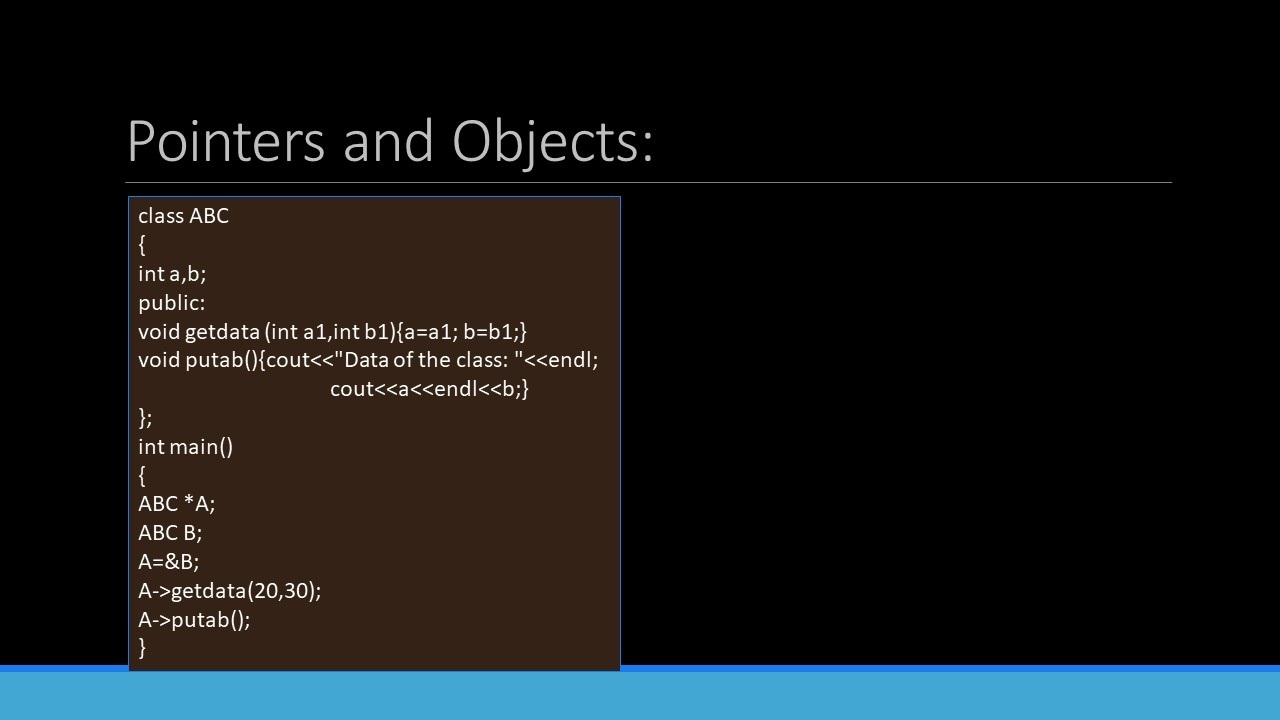 Pointers and Objects:
class ABC
{
int a,b;
public:
void getdata (int a1,int b1){a=a1; b=b1;}
void putab(){cout<<"Data of the class: "<<endl;
cout<<a<<endl<<b;}
};
int main()
{
ABC *A;
ABC B;
A=&B;
A->getdata(20,30);
A->putab();
}